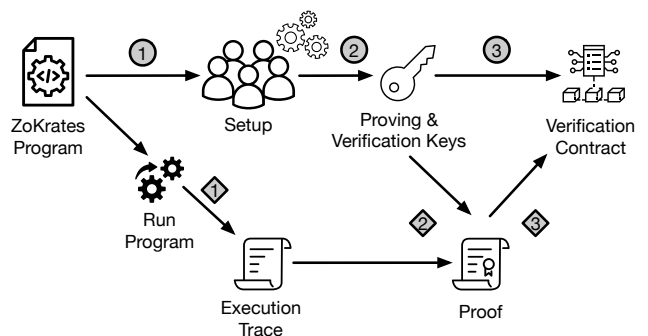 1
2
3
</>
ZoKrates
Program
Setup
Proving &
Verification Keys
Verification
Contract
1
Run
Program
2
3
Execution
Trace
Proof